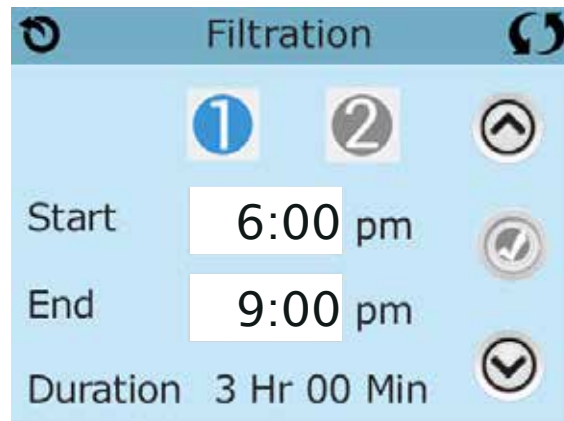 Filtration
1 2
Start 6:00 pm
End 9:00 pm
Duration 3 Hr 00 Min